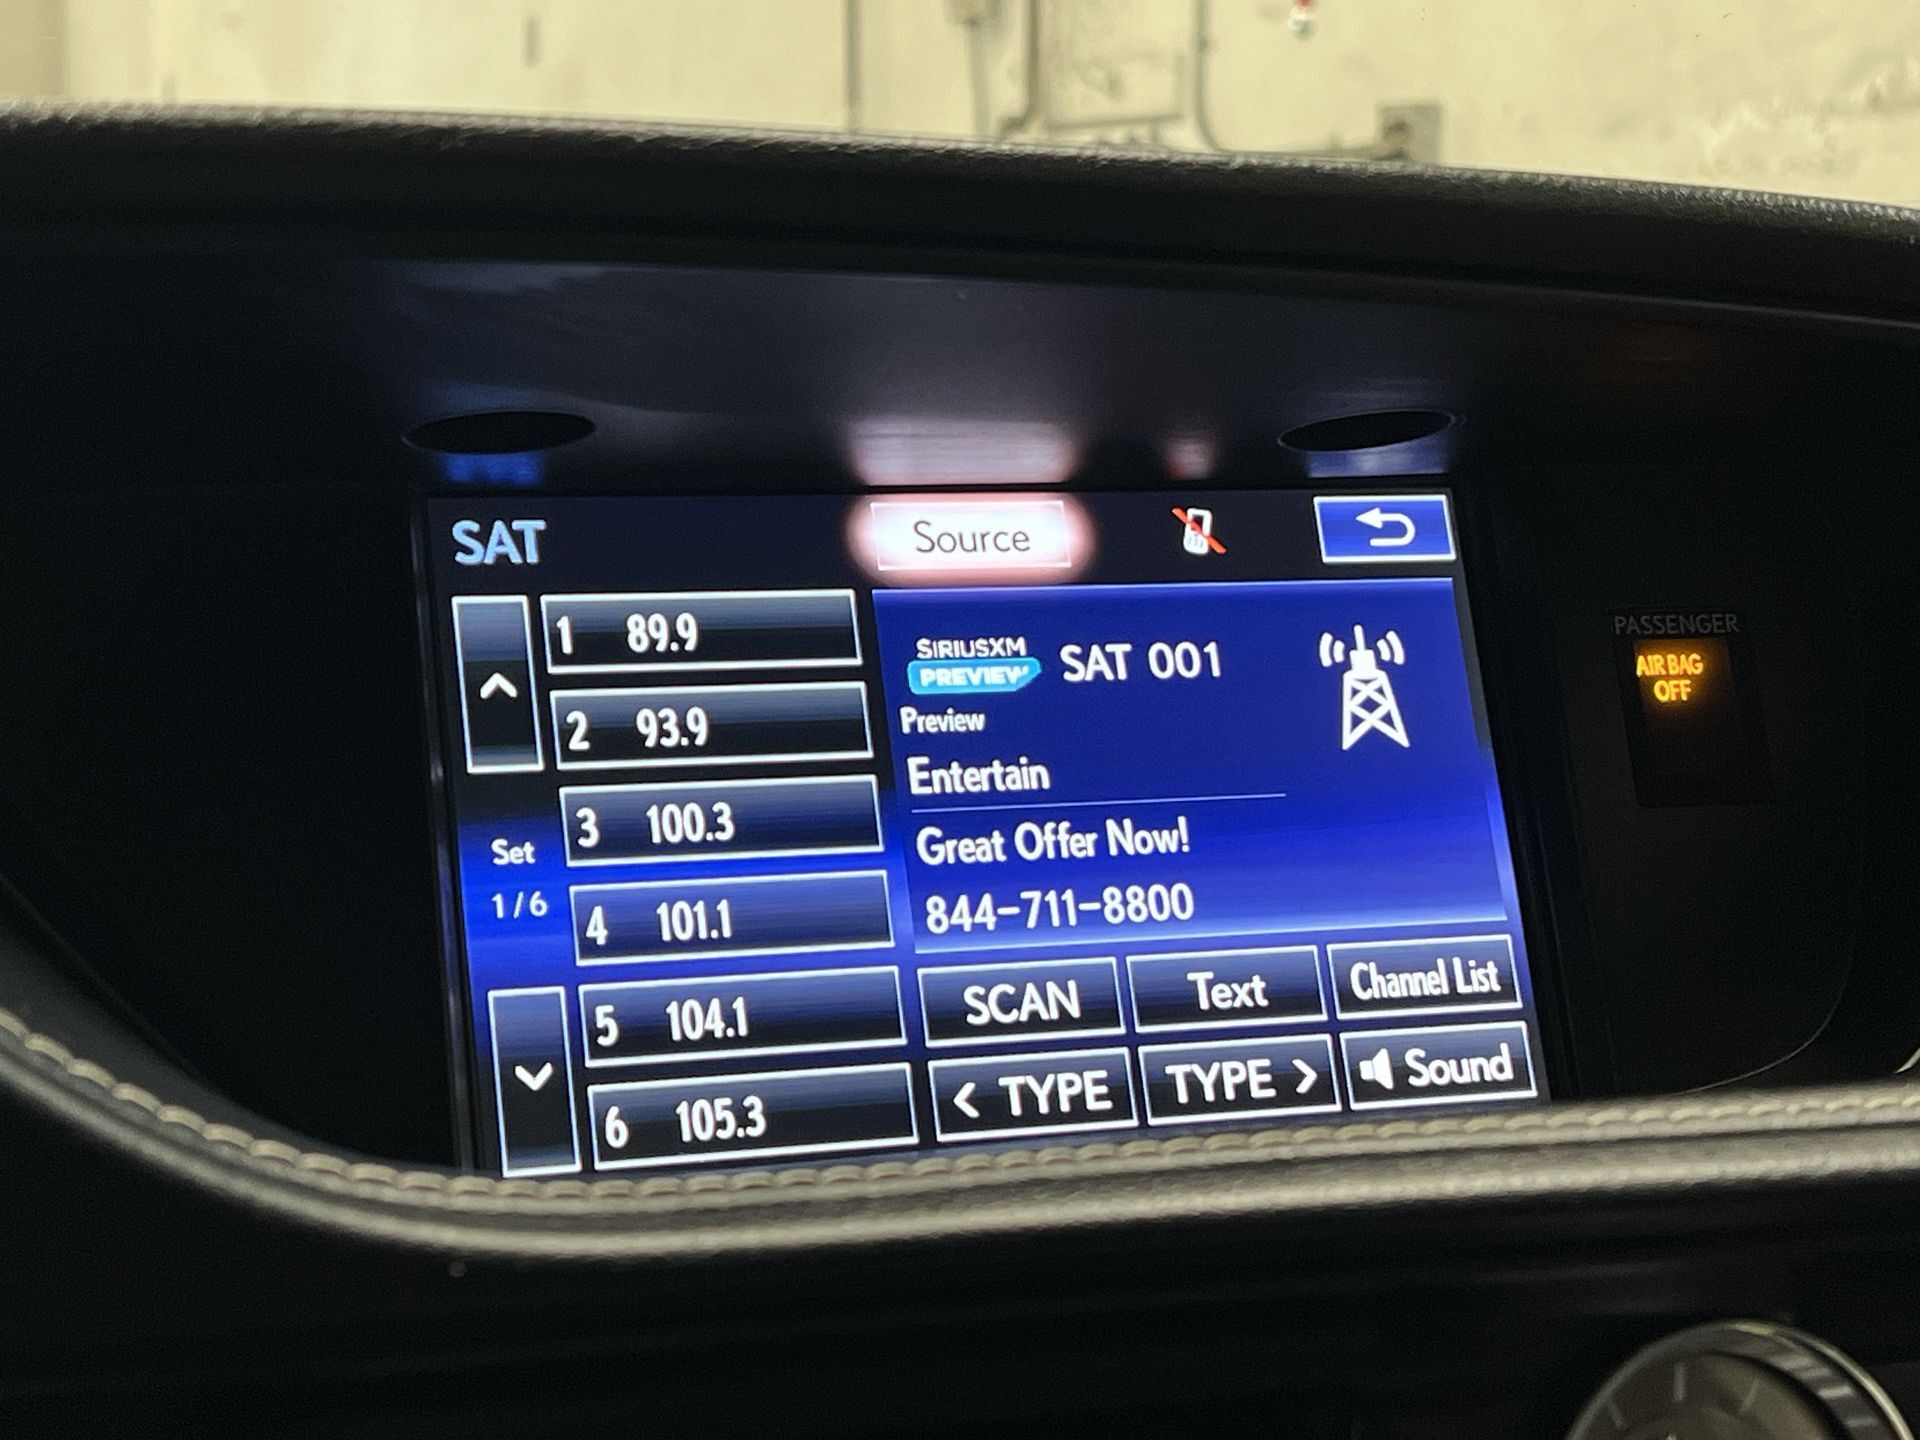 SAT
Source
1 89.9
2 93.9
3 100.3
4 101.1
5 104.1
6 105.3
Set
1/6
SIRIUSXM
PREVIEW
SAT 001
Preview
Entertain
Great Offer Now!
844-711-8800
SCAN
Text
Channel List
< TYPE
TYPE >
Sound
PASSENGER
AIR BAG
OFF